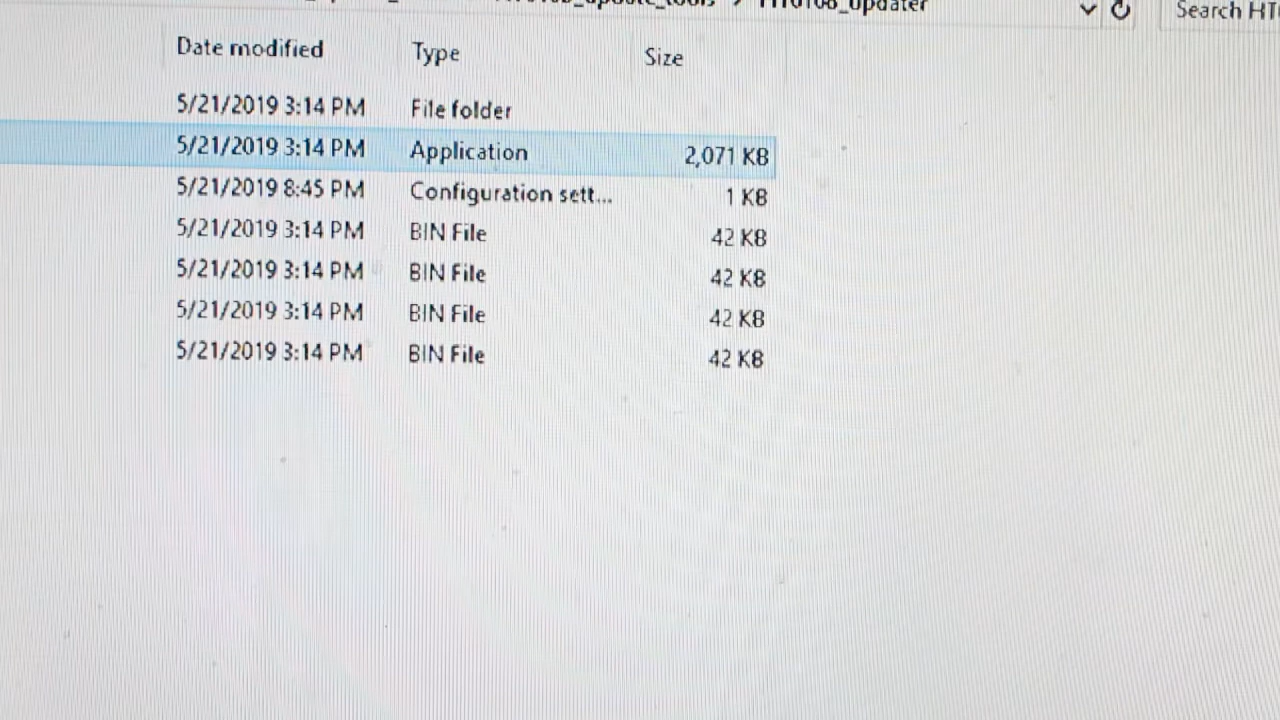 Search HT
Date modified Type Size
5/21/2019 3:14 PM File folder
5/21/2019 3:14 PM Application 2,071 KB
5/21/2019 8:45 PM Configuration sett... 1 KB
5/21/2019 3:14 PM BIN File 42 KB
5/21/2019 3:14 PM BIN File 42 KB
5/21/2019 3:14 PM BIN File 42 KB
5/21/2019 3:14 PM BIN File 42 KB